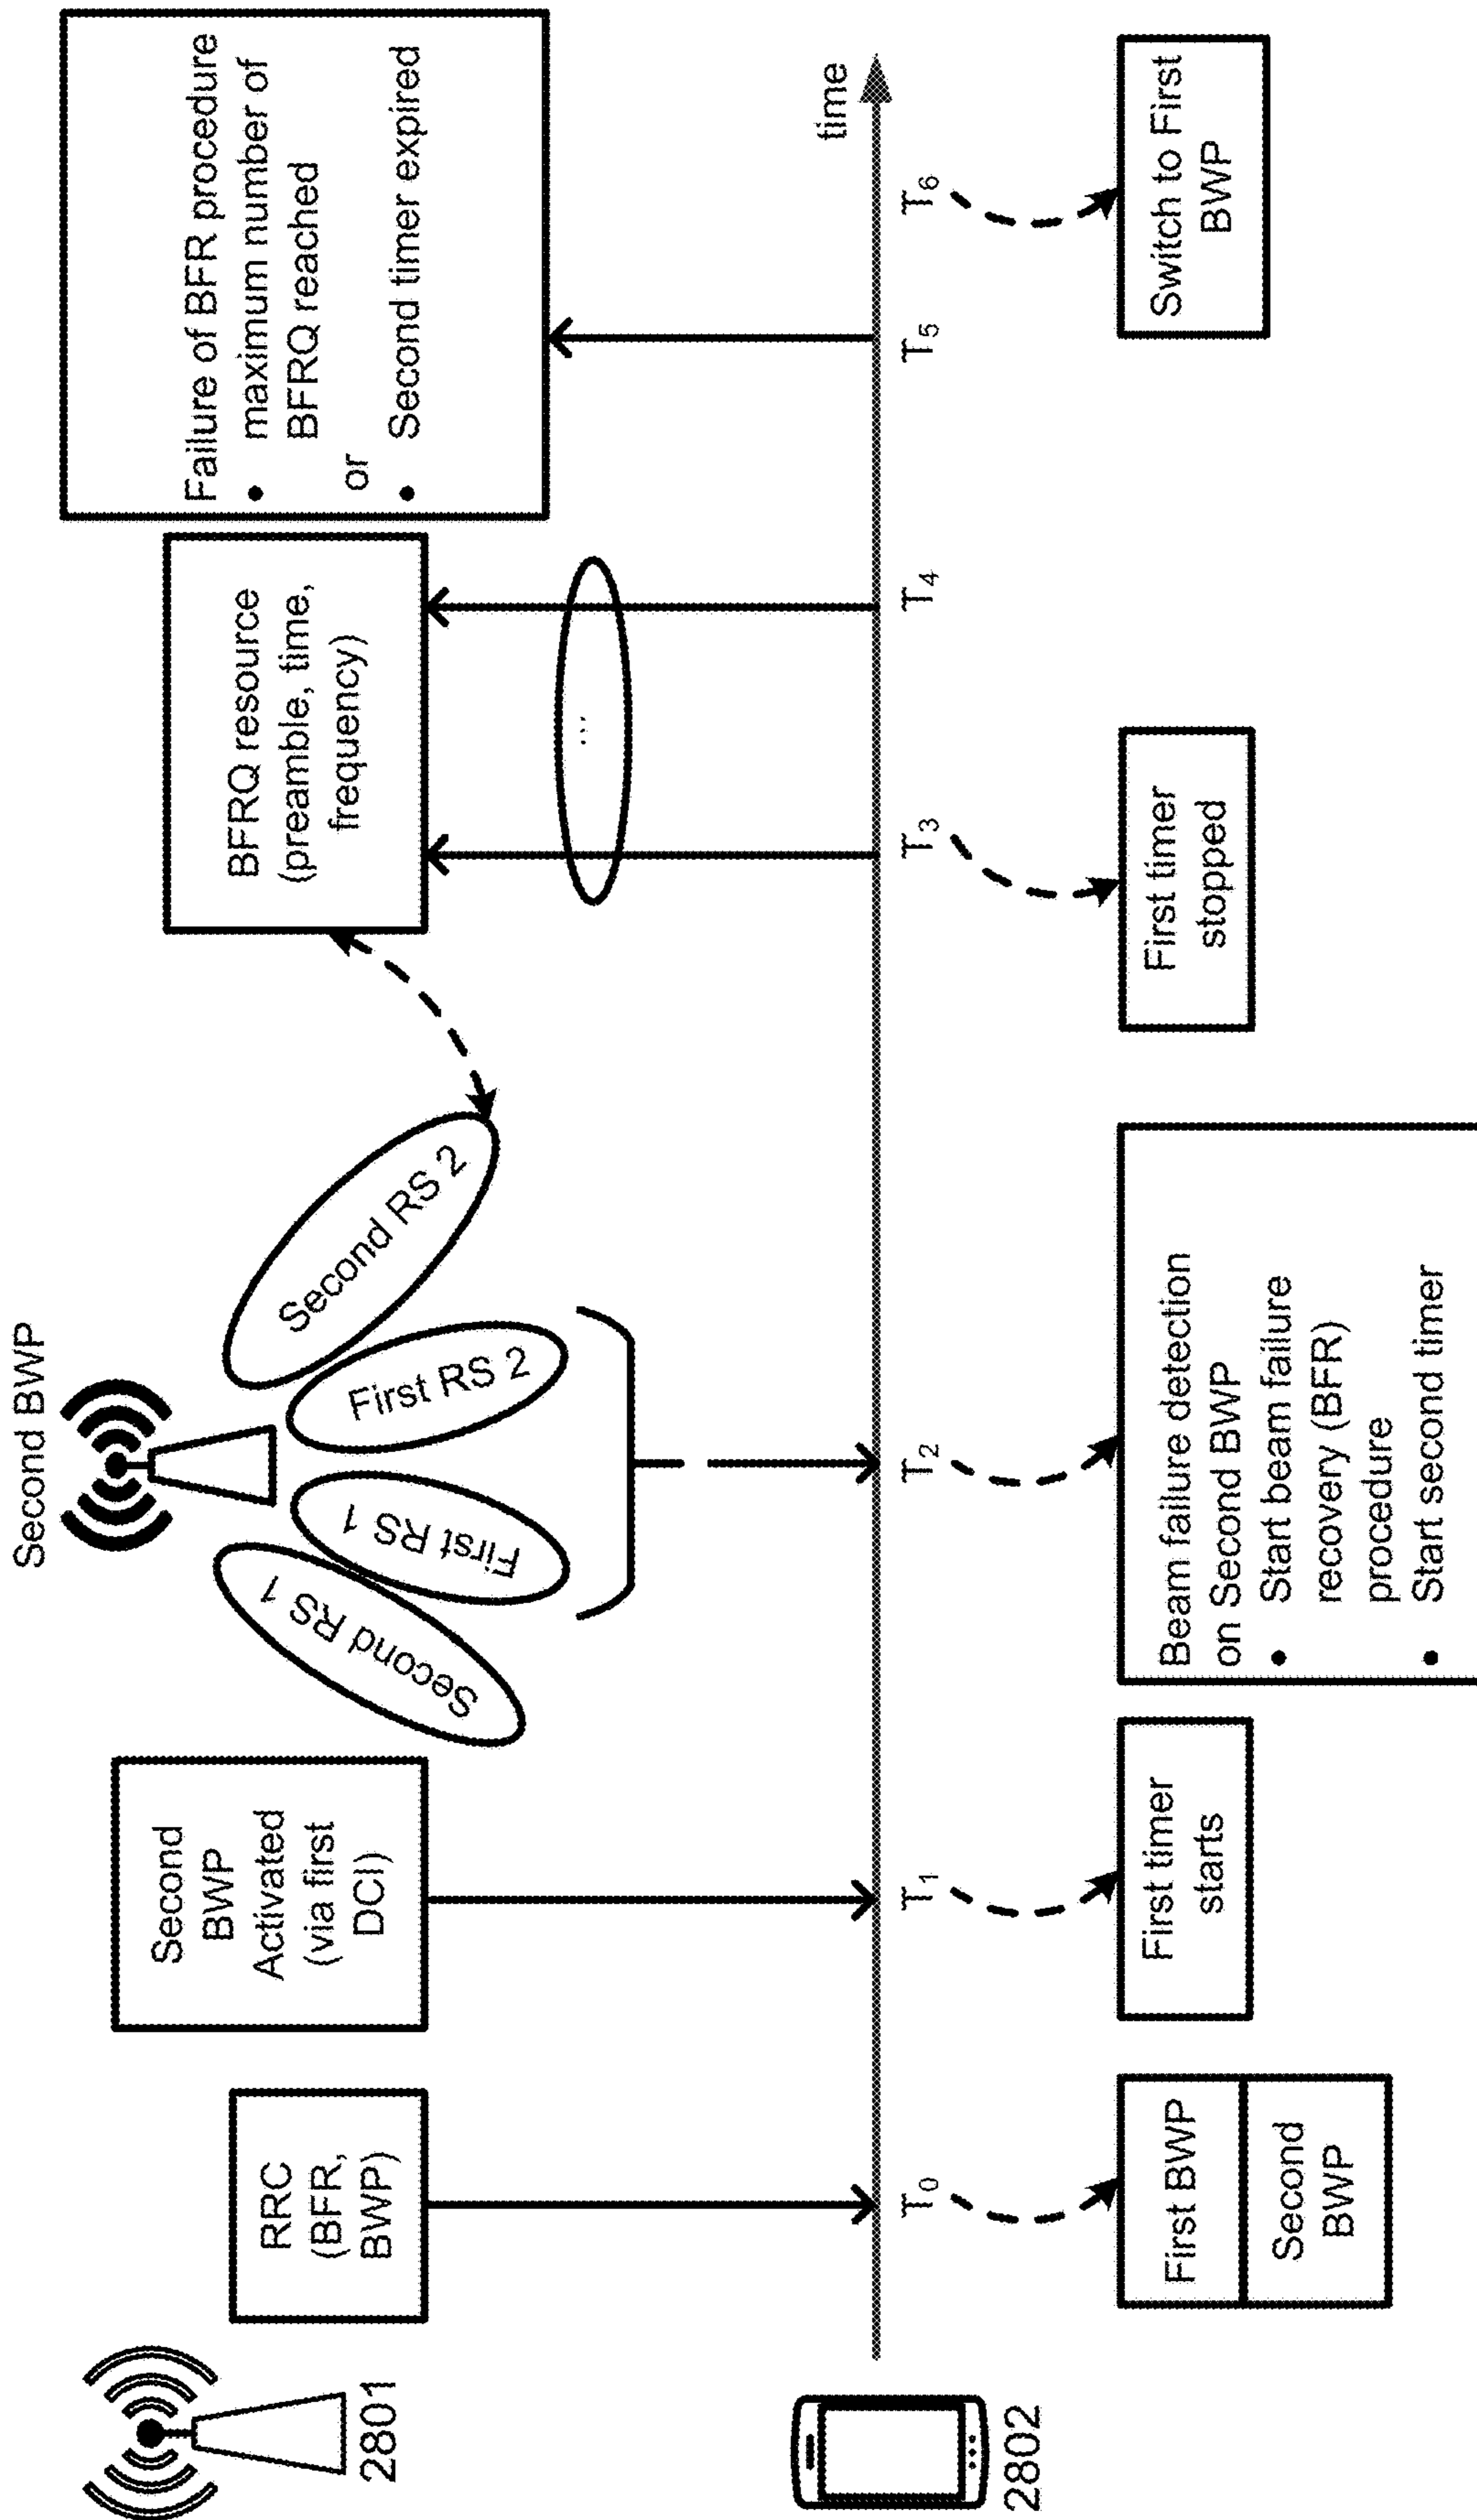 2801
RRC
(BFR,
BWP)
Second
BWP
Activated
(via first
DCI)
Second BWP
Second RS 1
First RS 1
First RS 2
Second RS 2
BFRQ resource
(preamble, time,
frequency)
...
Failure of BFR procedure
• maximum number of
BFRQ reached
or
• Second timer expired
time
2802
T0
T1
T2
T3
T4
T5
T6
First BWP
Second
BWP
First timer
starts
Beam failure detection
on Second BWP
• Start beam failure
recovery (BFR)
procedure
• Start second timer
First timer
stopped
Switch to First
BWP